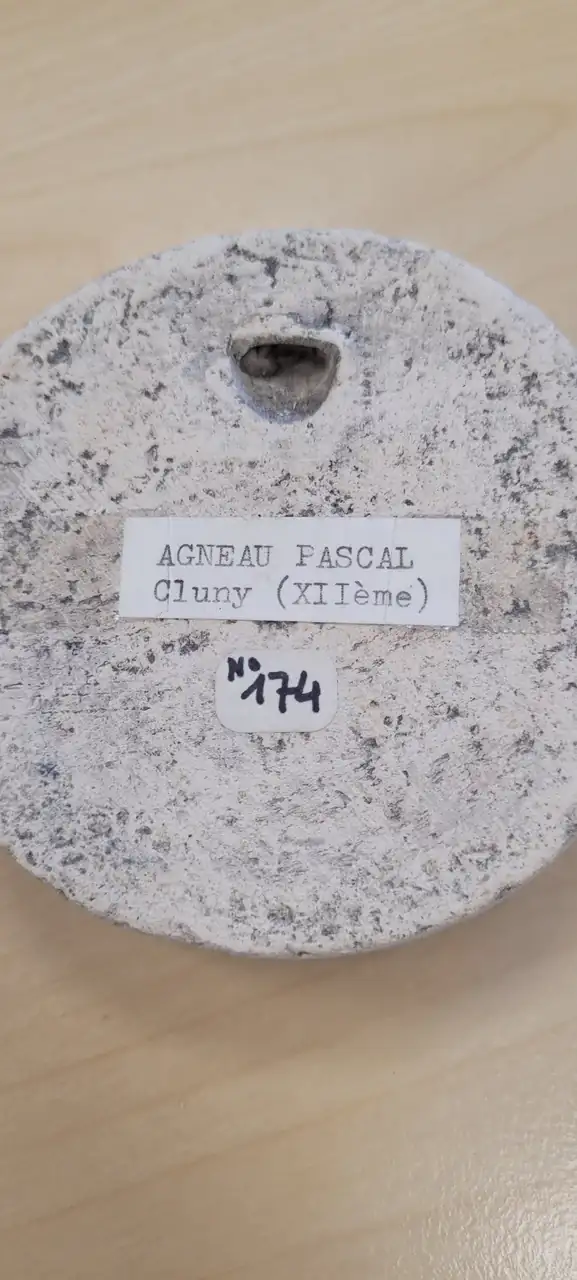 AGNEAU PASCAL
Cluny (XIIème)
N° 174